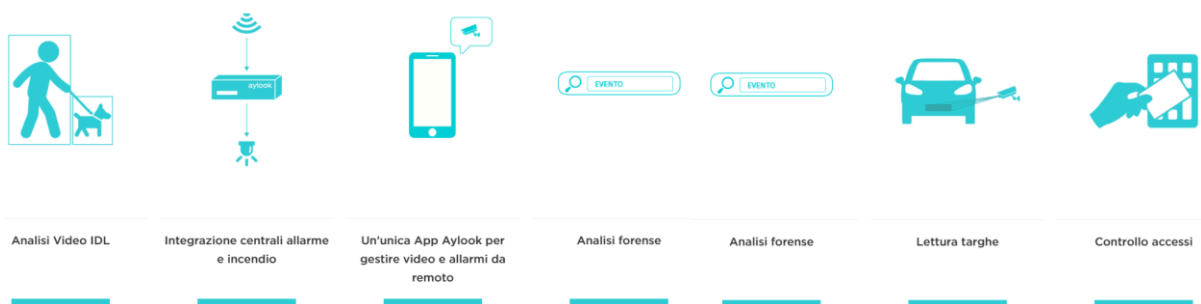 aylook
EVENTO
EVENTO
Analisi Video IDL
Integrazione centrali allarme
e incendio
Un'unica App Aylook per
gestire video e allarmi da
remoto
Analisi forense
Analisi forense
Lettura targhe
Controllo accessi